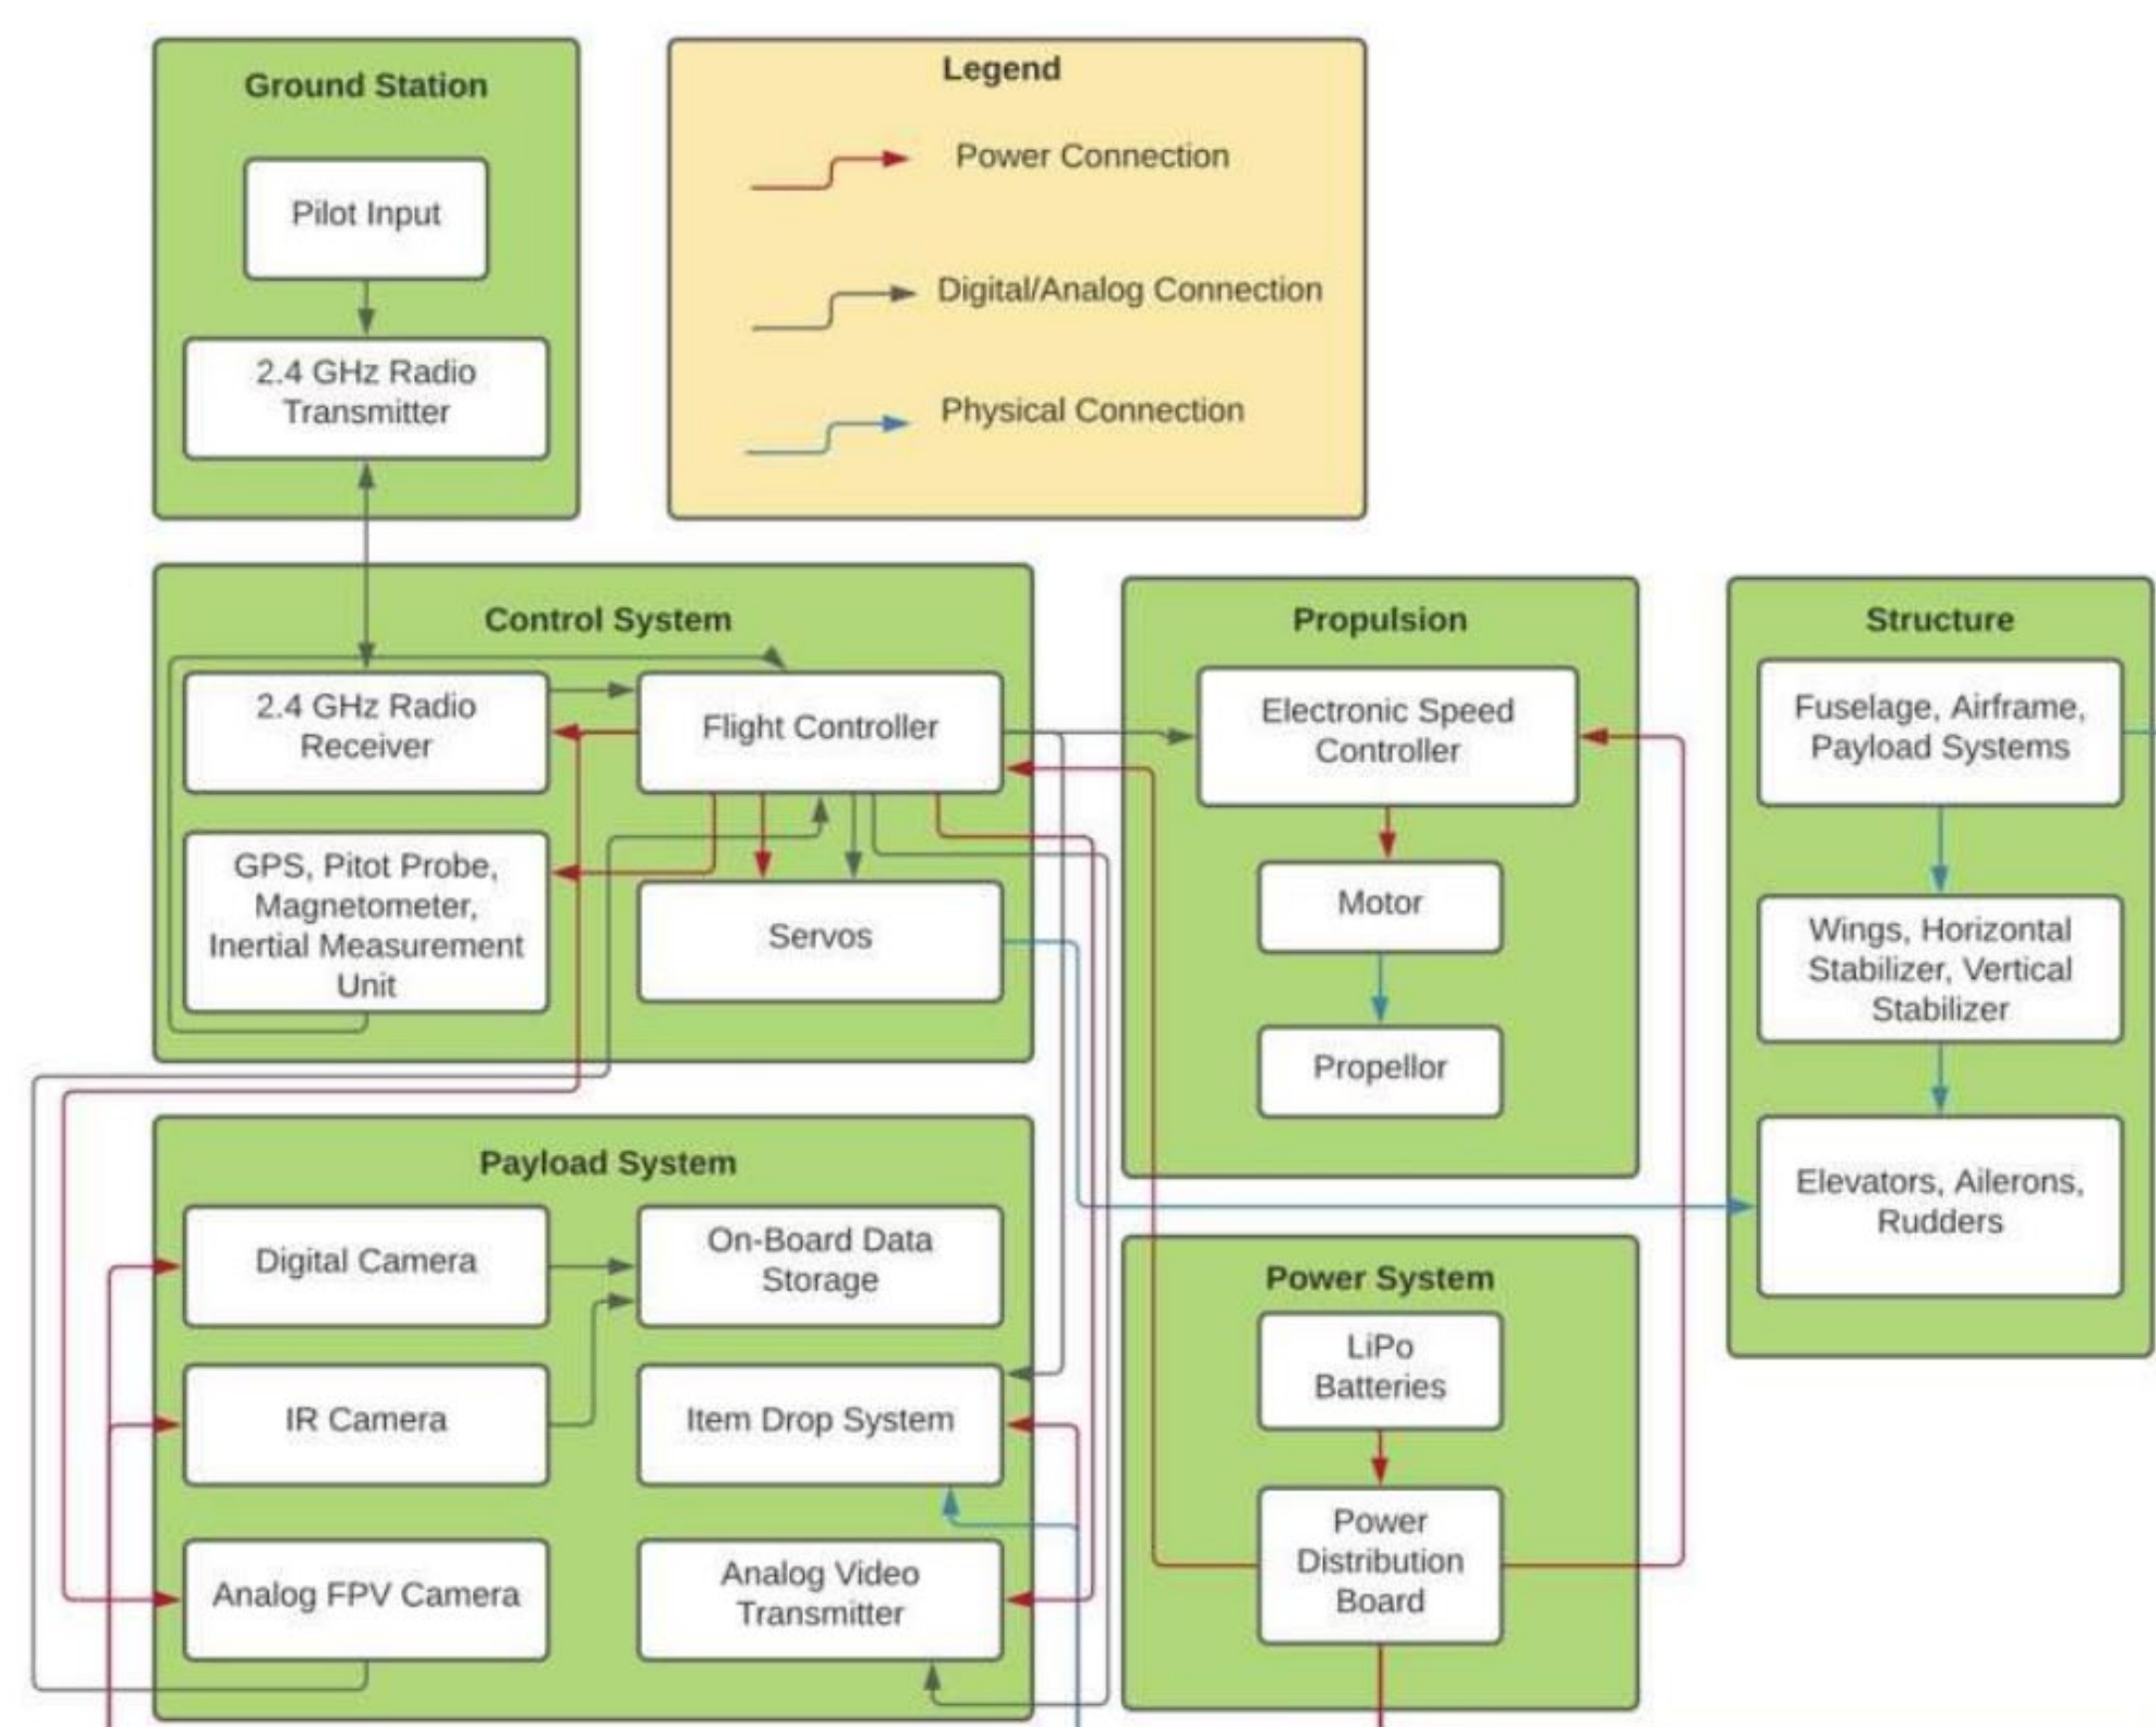 Ground Station
Pilot Input
2.4 GHz Radio
Transmitter
Legend
Power Connection
Digital/Analog Connection
Physical Connection
Control System
2.4 GHz Radio
Receiver
Flight Controller
GPS, Pitot Probe,
Magnetometer,
Inertial Measurement
Unit
Servos
Propulsion
Electronic Speed
Controller
Motor
Propellor
Structure
Fuselage, Airframe,
Payload Systems
Wings, Horizontal
Stabilizer, Vertical
Stabilizer
Elevators, Ailerons,
Rudders
Payload System
Digital Camera
On-Board Data
Storage
IR Camera
Item Drop System
Analog FPV Camera
Analog Video
Transmitter
Power System
LiPo
Batteries
Power
Distribution
Board